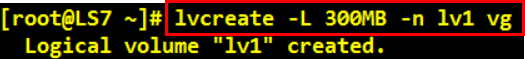 [root@LS7 ~]# lvcreate -L 300MB -n lv1 vg
Logical volume "lv1" created.